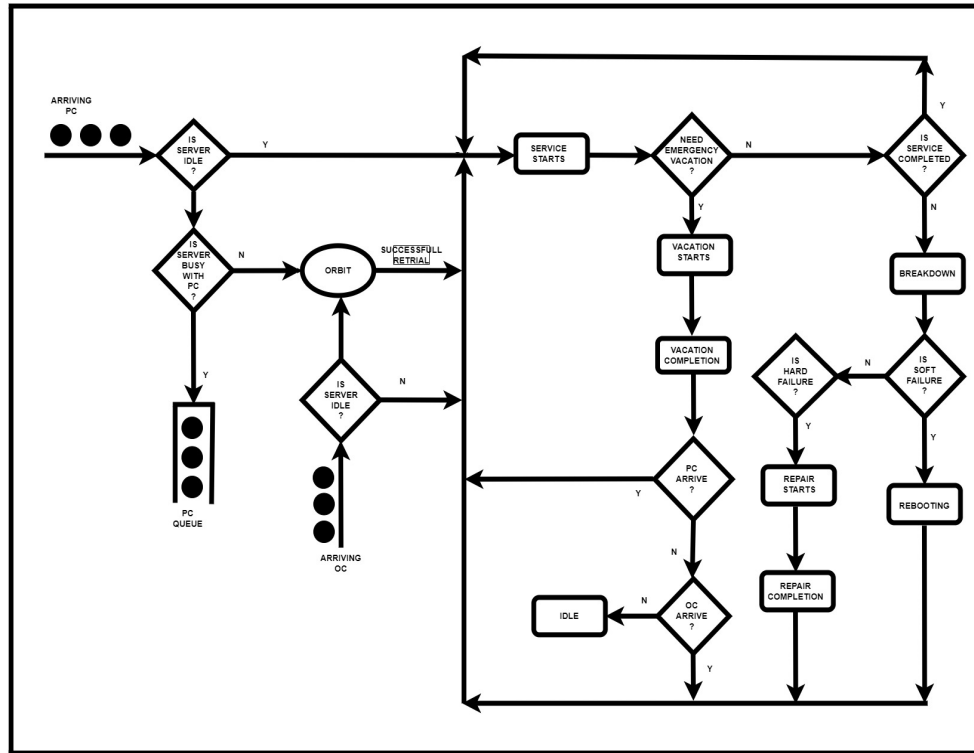 ARRIVING
PC
IS
SERVER
IDLE
?
Y
SERVICE
STARTS
NEED
EMERGENCY
VACATION
?
N
IS
SERVICE
COMPLETED
?
Y
N
Y
IS
SERVER
BUSY
WITH
PC
?
N
ORBIT
SUCCESSFULL
RETRIAL
VACATION
STARTS
BREAKDOWN
VACATION
COMPLETION
IS
HARD
FAILURE
?
N
IS
SOFT
FAILURE
?
Y
IS
SERVER IDLE
?
N
Y
Y
PC
ARRIVE
?
Y
REPAIR
STARTS
REBOOTING
PC
QUEUE
ARRIVING
OC
N
OC
ARRIVE
?
N
IDLE
REPAIR
COMPLETION
Y